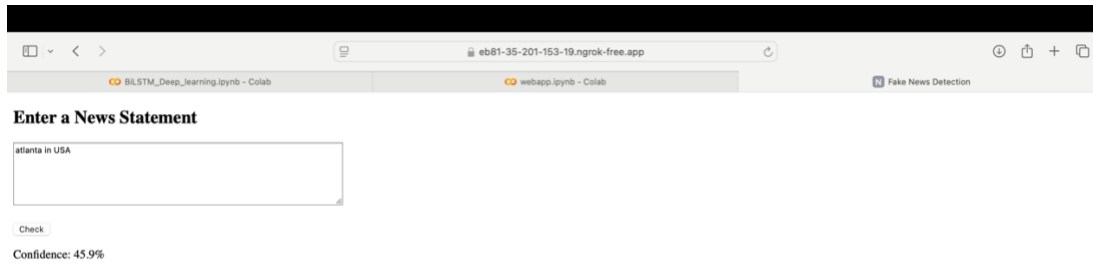 eb81-35-201-153-19.ngrok-free.app
BiLSTM_Deep_learning.ipynb - Colab
webapp.ipynb - Colab
N Fake News Detection
Enter a News Statement
atlanta in USA
Check
Confidence: 45.9%